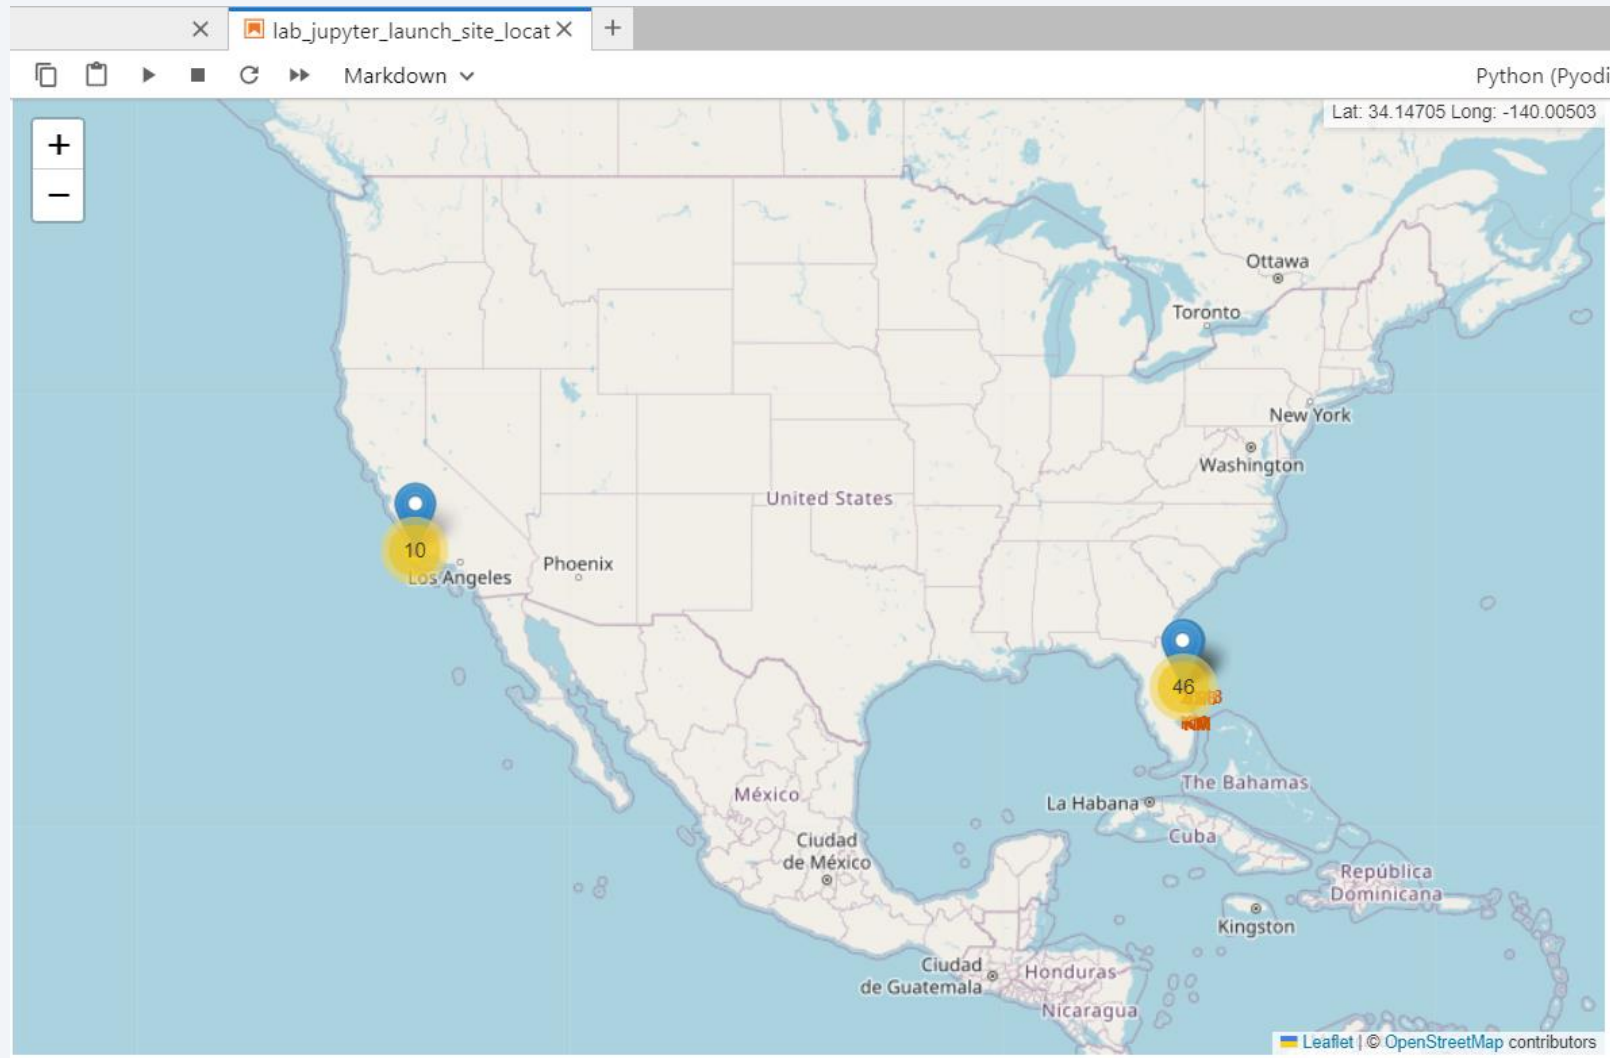 lab_jupyter_launch_site_locat
Markdown
Python (Pyodi
Lat: 34.14705 Long: -140.00503
+
−
Ottawa
Toronto
New York
Washington
United States
10
Los Angeles
Phoenix
46
México
Ciudad
de México
La Habana
The Bahamas
Cuba
República
Dominicana
Kingston
Ciudad
de Guatemala
Honduras
Nicaragua
Leaflet | © OpenStreetMap contributors